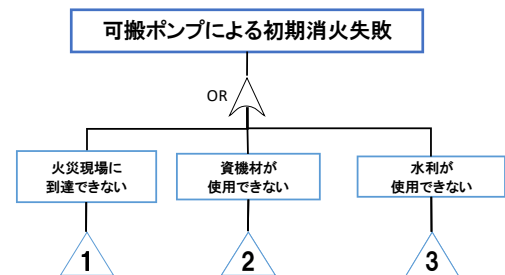 可搬ポンプによる初期消火失敗
OR
火災現場に
到達できない
資機材が
使用できない
水利が
使用できない
1
2
3